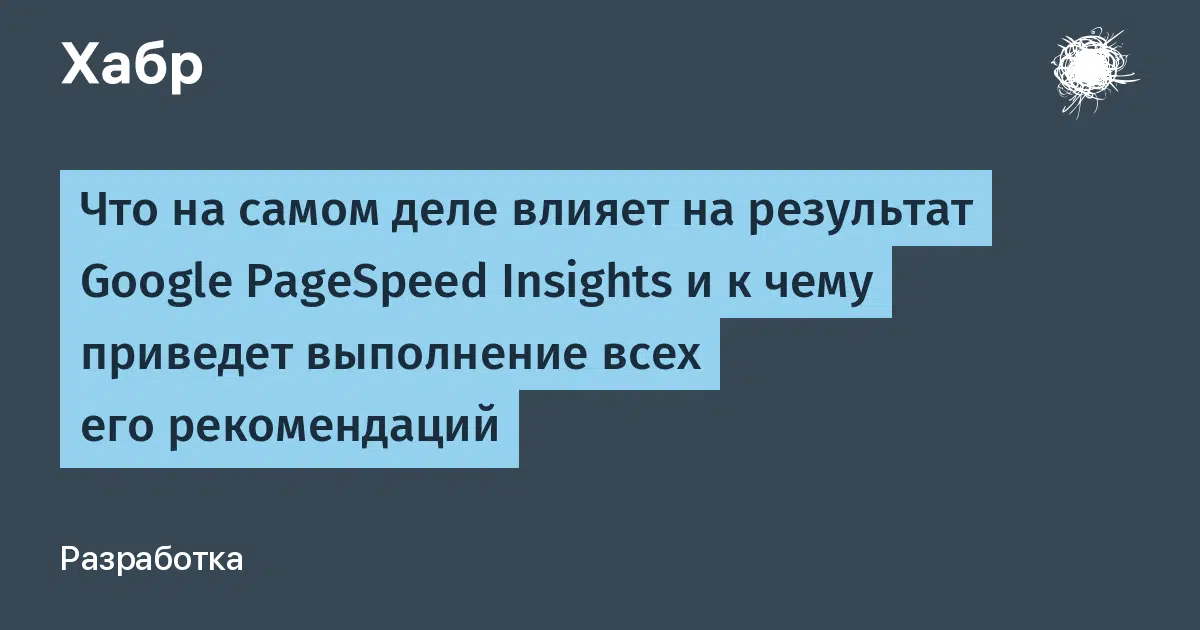 Хабр
Что на самом деле влияет на результат
Google PageSpeed Insights и к чему
приведет выполнение всех
его рекомендаций
Разработка